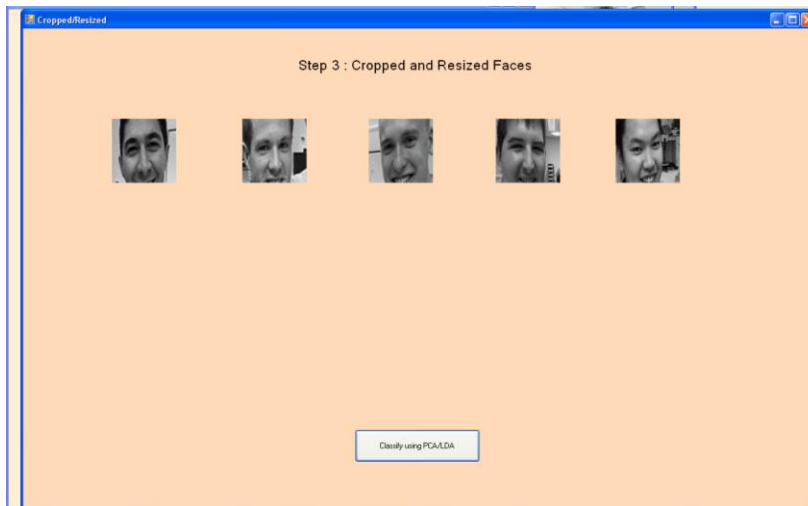 Cropped/Resized
Step 3 : Cropped and Resized Faces
Classify using PCA/LDA